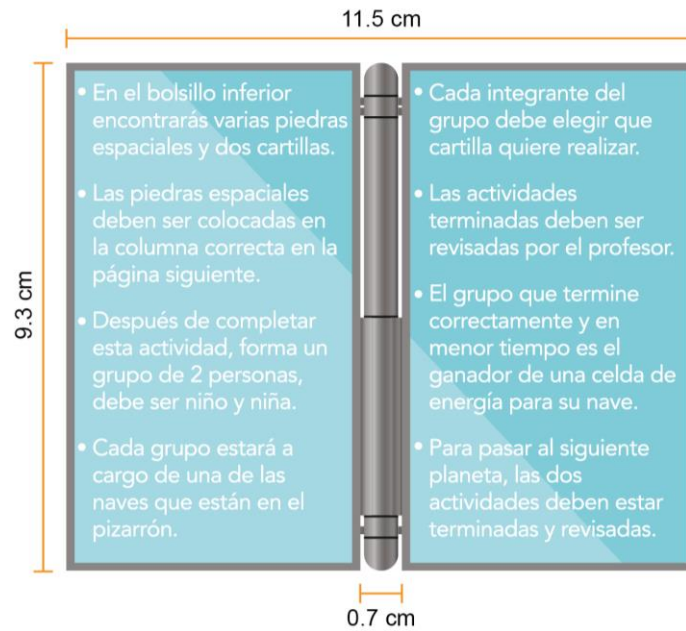 11.5 cm
9.3 cm
• En el bolsillo inferior
encontrarás varias piedras
espaciales y dos cartillas.
• Las piedras espaciales
deben ser colocadas en
la columna correcta en la
página siguiente.
• Después de completar
esta actividad, forma un
grupo de 2 personas,
debe ser niño y niña.
• Cada grupo estará a
cargo de una de las
naves que están en el
pizarrón.
• Cada integrante del
grupo debe elegir que
cartilla quiere realizar.
• Las actividades
terminadas deben ser
revisadas por el profesor.
• El grupo que termine
correctamente y en
menor tiempo es el
ganador de una celda de
energía para su nave.
• Para pasar al siguiente
planeta, las dos
actividades deben estar
terminadas y revisadas.
0.7 cm